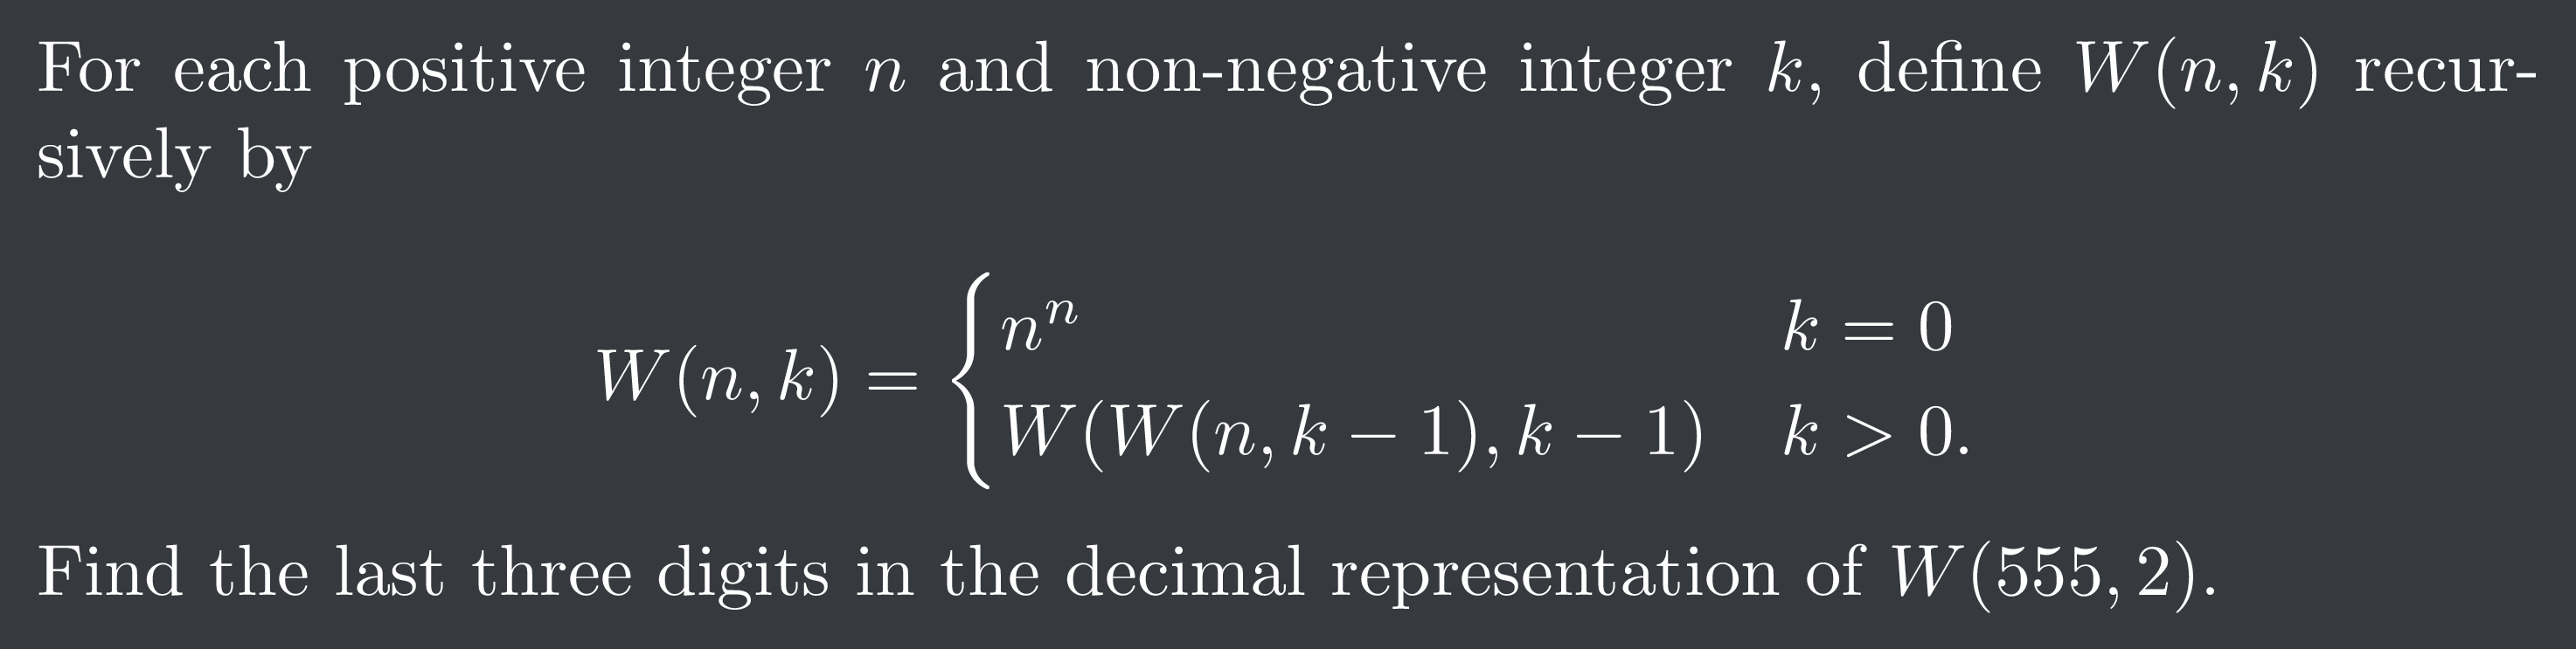 For each positive integer n and non-negative integer k, define W(n, k) recur-
sively by
W(n, k) = { n^n k = 0
W(W(n, k − 1), k − 1) k > 0.
Find the last three digits in the decimal representation of W(555, 2).